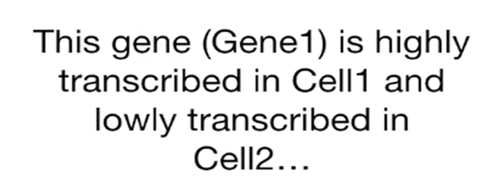 This gene (Gene1) is highly
transcribed in Cell1 and
lowly transcribed in
Cell2…